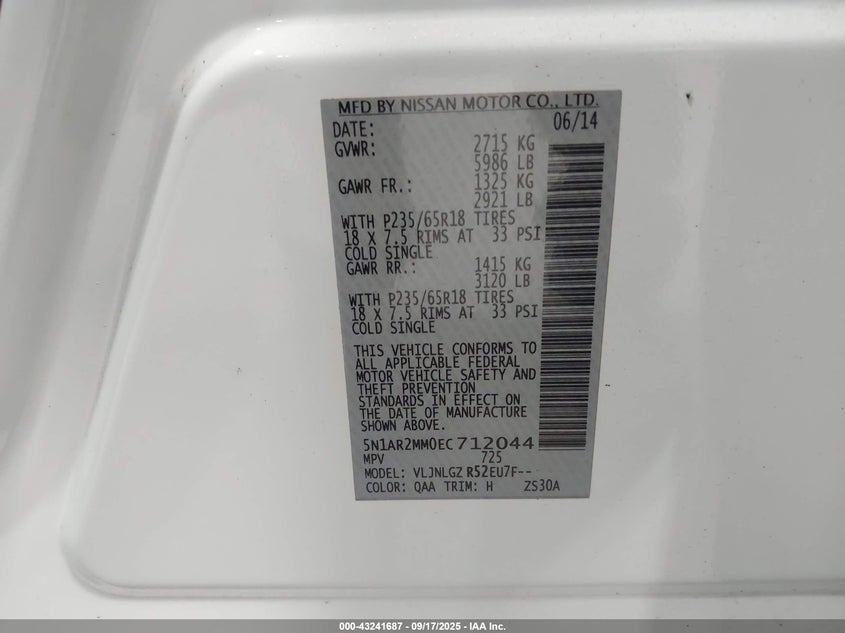 MFD BY NISSAN MOTOR CO., LTD.
DATE: 06/14
GVWR: 2715 KG
5986 LB
GAWR FR.: 1325 KG
2921 LB
WITH P235/65R18 TIRES
18 X 7.5 RIMS AT 33 PSI
COLD SINGLE
GAWR RR.: 1415 KG
3120 LB
WITH P235/65R18 TIRES
18 X 7.5 RIMS AT 33 PSI
COLD SINGLE
THIS VEHICLE CONFORMS TO
ALL APPLICABLE FEDERAL
MOTOR VEHICLE SAFETY AND
THEFT PREVENTION
STANDARDS IN EFFECT ON
THE DATE OF MANUFACTURE
SHOWN ABOVE.
5N1AR2MM0EC712044
MPV 725
MODEL: VLJNLGZ R52EU7F--
COLOR: QAA TRIM: H ZS30A
000-43241687 - 09/17/2025 - IAA Inc.